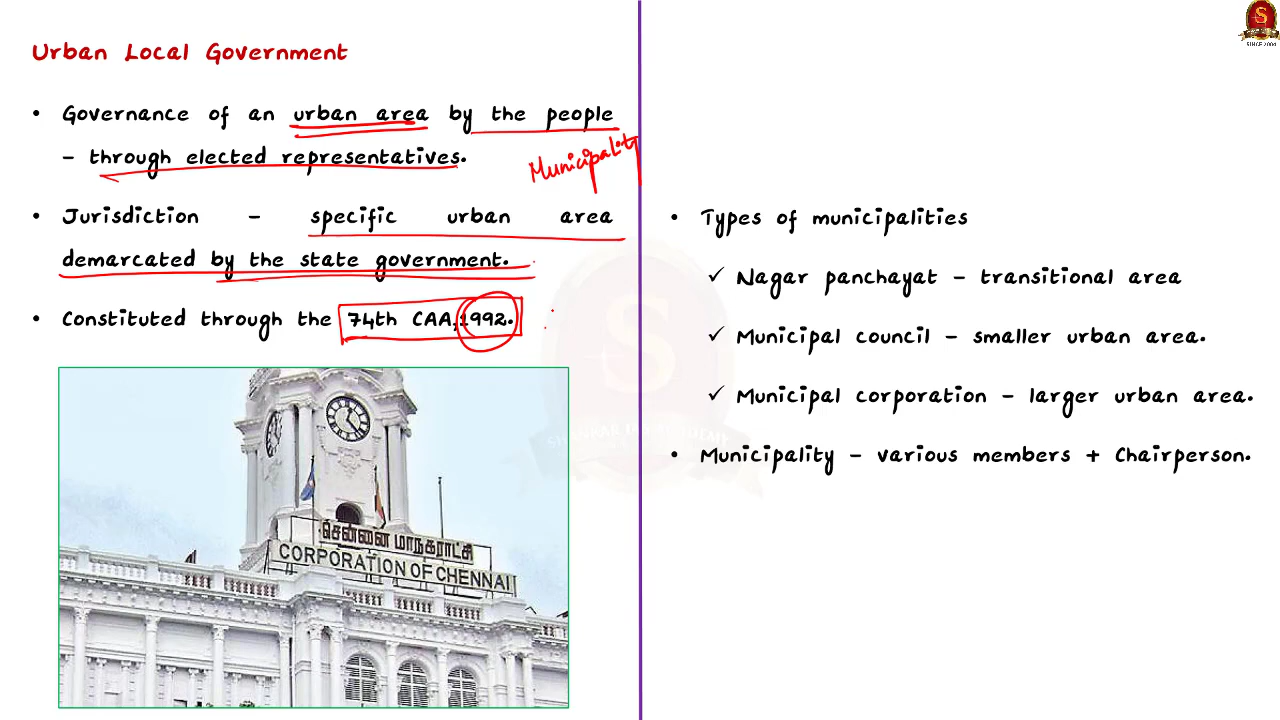 Urban Local Government
• Governance of an urban area by the people
– through elected representatives.
Municipality
• Jurisdiction – specific urban area
demarcated by the state government.
• Constituted through the 74th CAA,1992.
சென்னை மாநகராட்சி
CORPORATION OF CHENNAI
• Types of municipalities
✓ Nagar panchayat – transitional area
✓ Municipal council – smaller urban area.
✓ Municipal corporation – larger urban area.
• Municipality – various members + Chairperson.
S
SINCE 2004